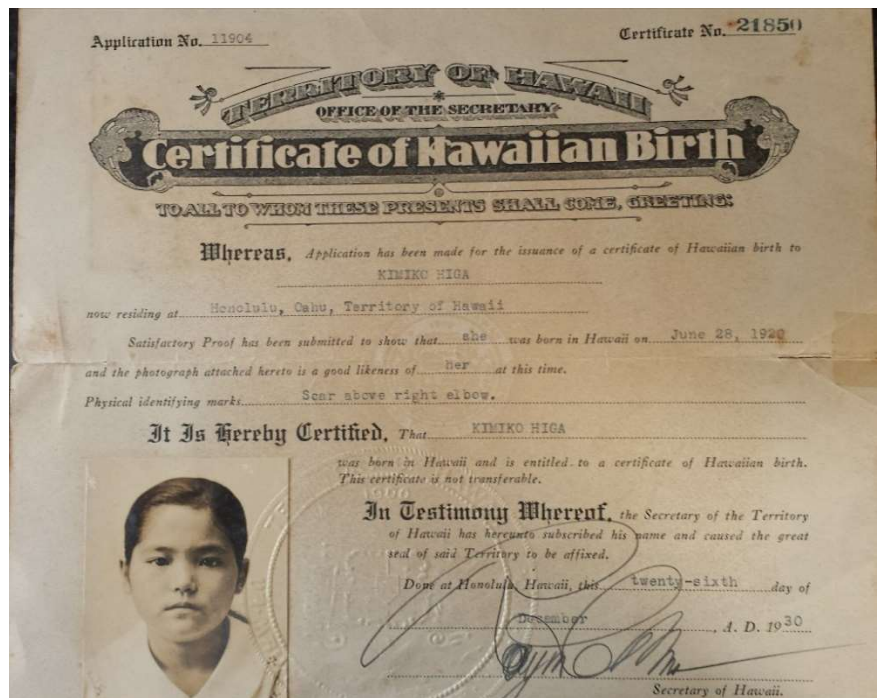 Application No. 11904
Certificate No. 21850
TERRITORY OF HAWAII
OFFICE OF THE SECRETARY
Certificate of Hawaiian Birth
TO ALL TO WHOM THESE PRESENTS SHALL COME, GREETING:
Whereas, Application has been made for the issuance of a certificate of Hawaiian birth to
KIMIKO HIGA
now residing at Honolulu, Oahu, Territory of Hawaii
Satisfactory Proof has been submitted to show that she was born in Hawaii on June 28, 1920
and the photograph attached hereto is a good likeness of her at this time.
Physical identifying marks Scar above right elbow.
It Is Hereby Certified, That KIMIKO HIGA
was born in Hawaii and is entitled to a certificate of Hawaiian birth.
This certificate is not transferable.
In Testimony Whereof, the Secretary of the Territory
of Hawaii has hereunto subscribed his name and caused the great
seal of said Territory to be affixed.
Done at Honolulu, Hawaii, this twenty-sixth day of
December, A. D. 1930
Secretary of Hawaii.